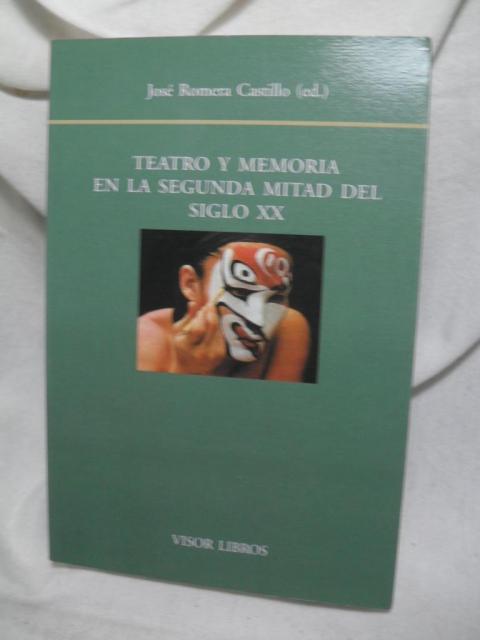 José Romera Castillo (ed.)
TEATRO Y MEMORIA
EN LA SEGUNDA MITAD DEL
SIGLO XX
VISOR LIBROS